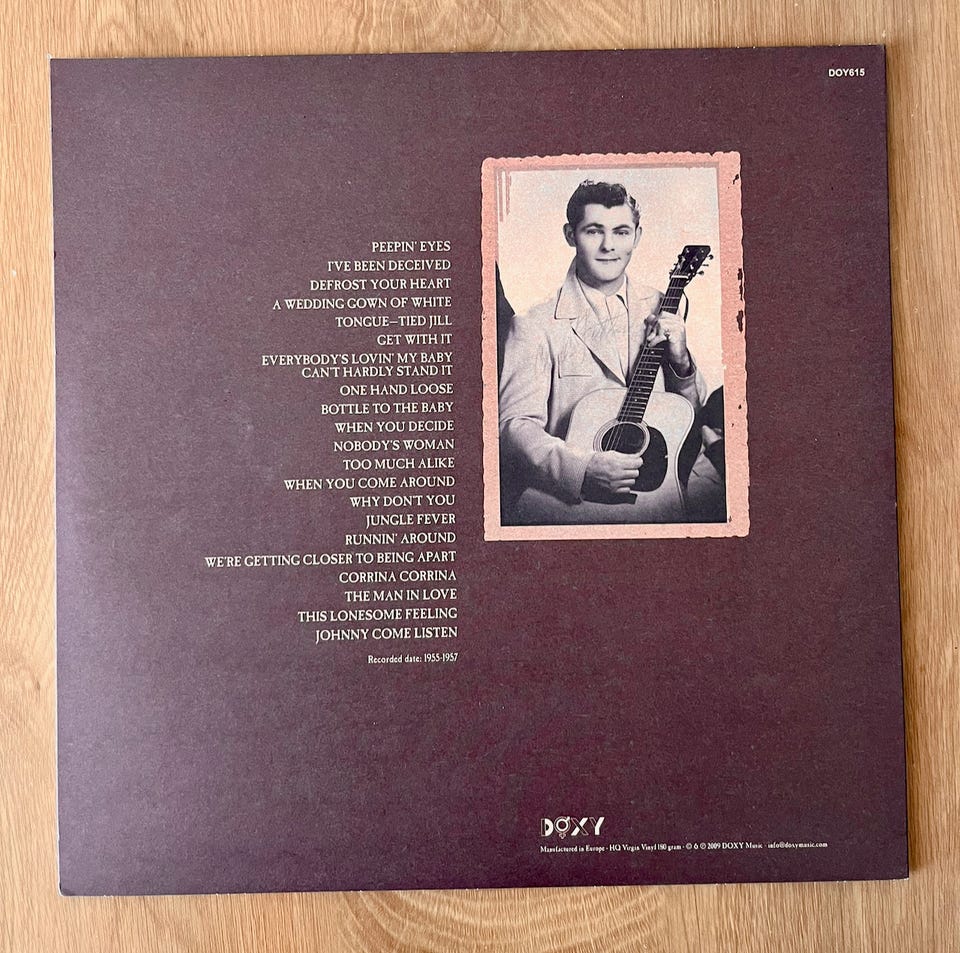 DOY615
PEEPIN' EYES
I'VE BEEN DECEIVED
DEFROST YOUR HEART
A WEDDING GOWN OF WHITE
TONGUE–TIED JILL
GET WITH IT
EVERYBODY'S LOVIN' MY BABY
CAN'T HARDLY STAND IT
ONE HAND LOOSE
BOTTLE TO THE BABY
WHEN YOU DECIDE
NOBODY'S WOMAN
TOO MUCH ALIKE
WHEN YOU COME AROUND
WHY DON'T YOU
JUNGLE FEVER
RUNNIN' AROUND
WE'RE GETTING CLOSER TO BEING APART
CORRINA CORRINA
THE MAN IN LOVE
THIS LONESOME FEELING
JOHNNY COME LISTEN
Recorded date: 1955-1957
DOXY
Manufactured in Europe · HQ Virgin Vinyl 180 gram · © & ℗ 2009 DOXY Music · info@doxymusic.com